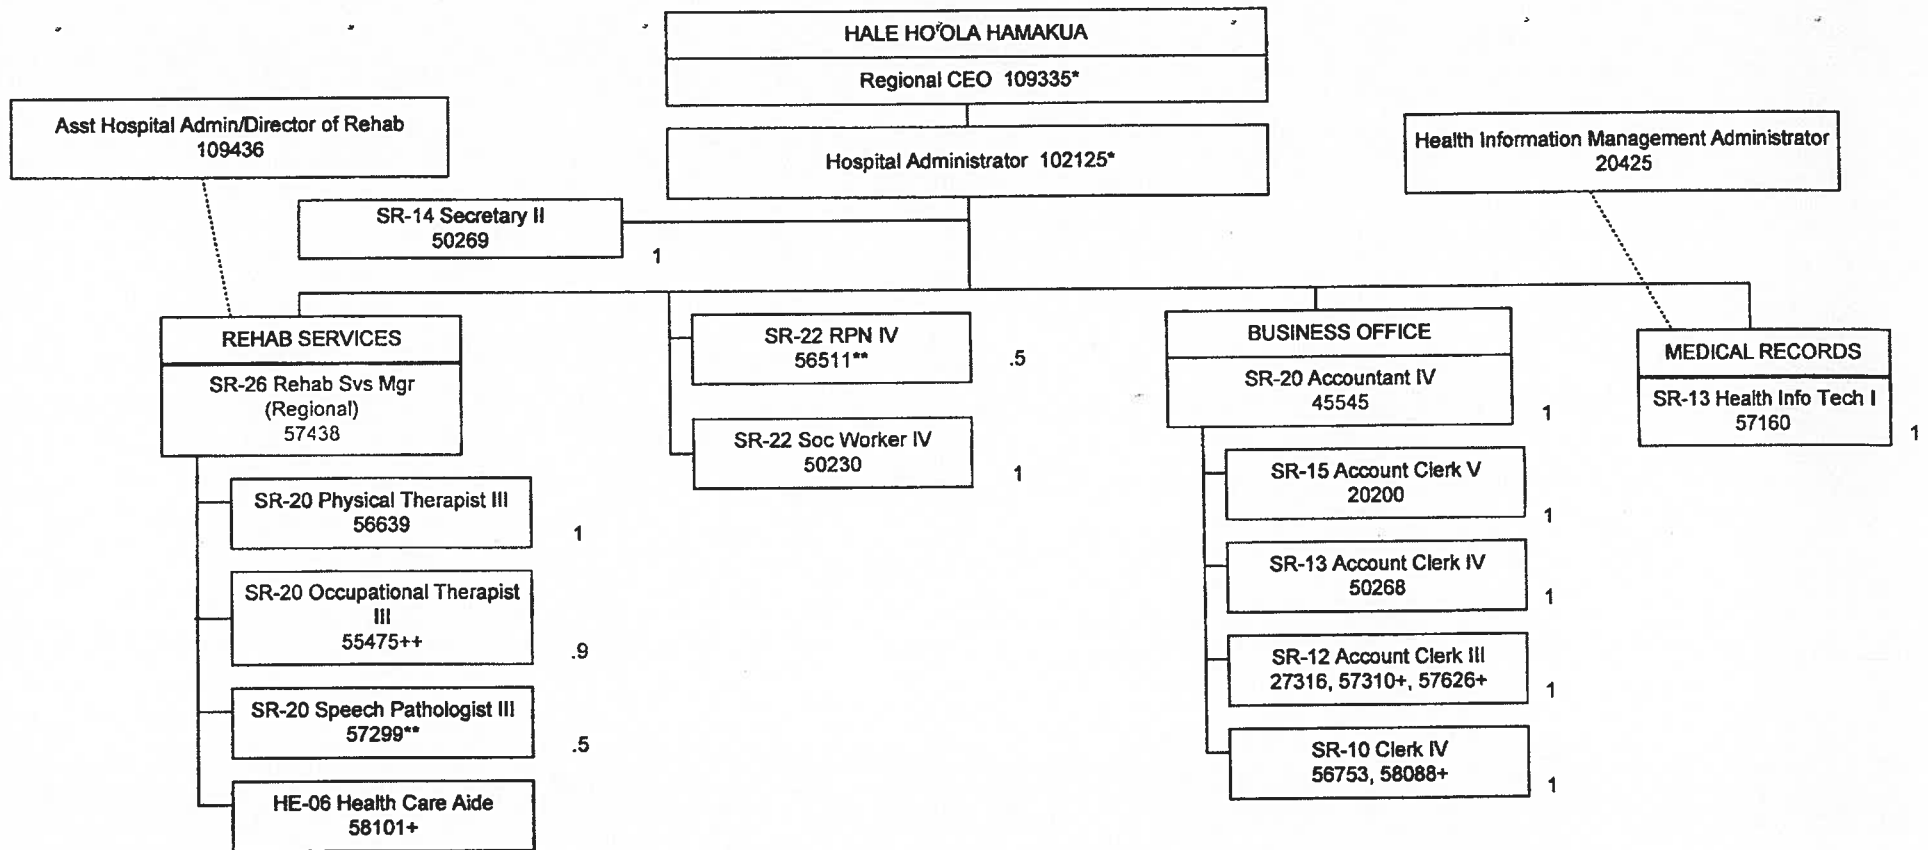 HALE HO'OLA HAMAKUA
Regional CEO 109335*
Asst Hospital Admin/Director of Rehab
109436
Hospital Administrator 102125*
Health Information Management Administrator
20425
SR-14 Secretary II
50269
1
REHAB SERVICES
SR-26 Rehab Svs Mgr
(Regional)
57438
SR-20 Physical Therapist III
56639
1
SR-20 Occupational Therapist
III
55475++
.9
SR-20 Speech Pathologist III
57299**
.5
HE-06 Health Care Aide
58101+
SR-22 RPN IV
56511**
.5
SR-22 Soc Worker IV
50230
1
BUSINESS OFFICE
SR-20 Accountant IV
45545
1
SR-15 Account Clerk V
20200
1
SR-13 Account Clerk IV
50268
1
SR-12 Account Clerk III
27316, 57310+, 57626+
1
SR-10 Clerk IV
56753, 58088+
1
MEDICAL RECORDS
SR-13 Health Info Tech I
57160
1